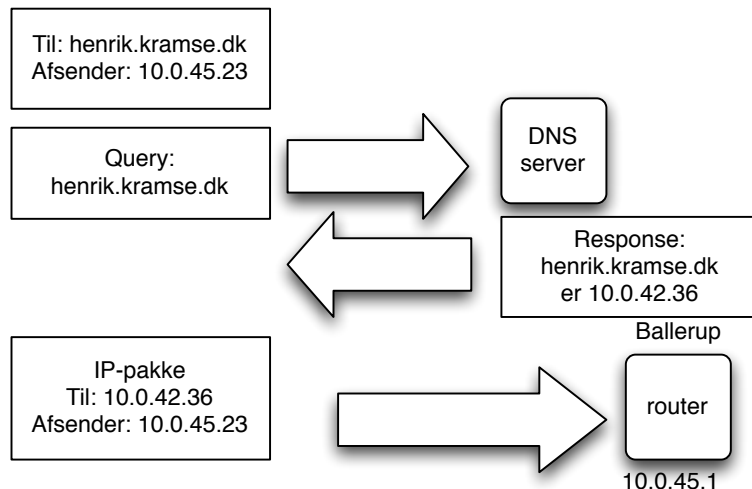 Til: henrik.kramse.dk
Afsender: 10.0.45.23
Query:
henrik.kramse.dk
DNS
server
Response:
henrik.kramse.dk
er 10.0.42.36
Ballerup
IP-pakke
Til: 10.0.42.36
Afsender: 10.0.45.23
router
10.0.45.1